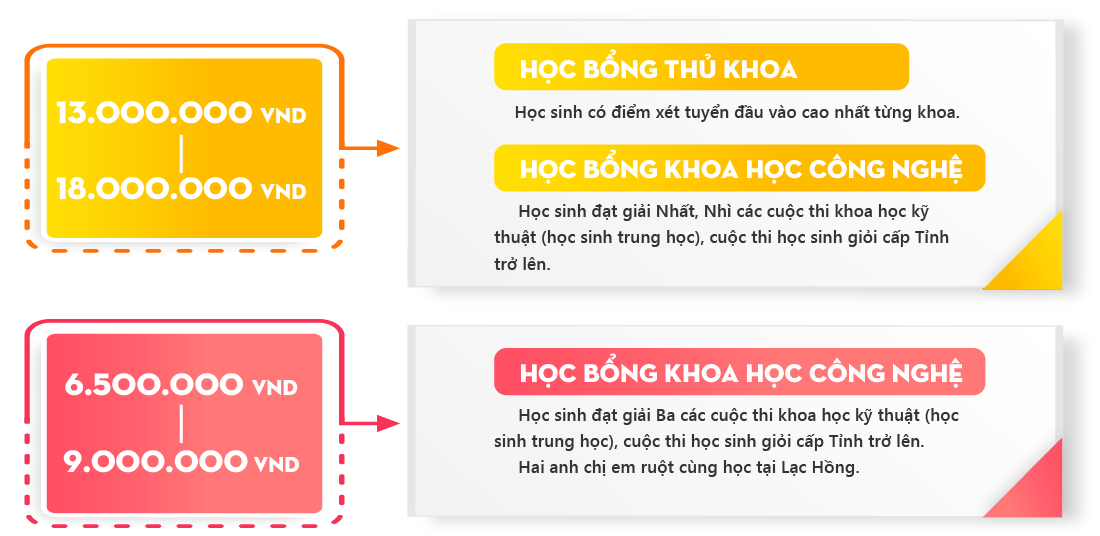 13.000.000 VND
18.000.000 VND
HỌC BỔNG THỦ KHOA
Học sinh có điểm xét tuyển đầu vào cao nhất từng khoa.
HỌC BỔNG KHOA HỌC CÔNG NGHỆ
Học sinh đạt giải Nhất, Nhì các cuộc thi khoa học kỹ
thuật (học sinh trung học), cuộc thi học sinh giỏi cấp Tỉnh
trở lên.
6.500.000 VND
9.000.000 VND
HỌC BỔNG KHOA HỌC CÔNG NGHỆ
Học sinh đạt giải Ba các cuộc thi khoa học kỹ thuật (học
sinh trung học), cuộc thi học sinh giỏi cấp Tỉnh trở lên.
Hai anh chị em ruột cùng học tại Lạc Hồng.